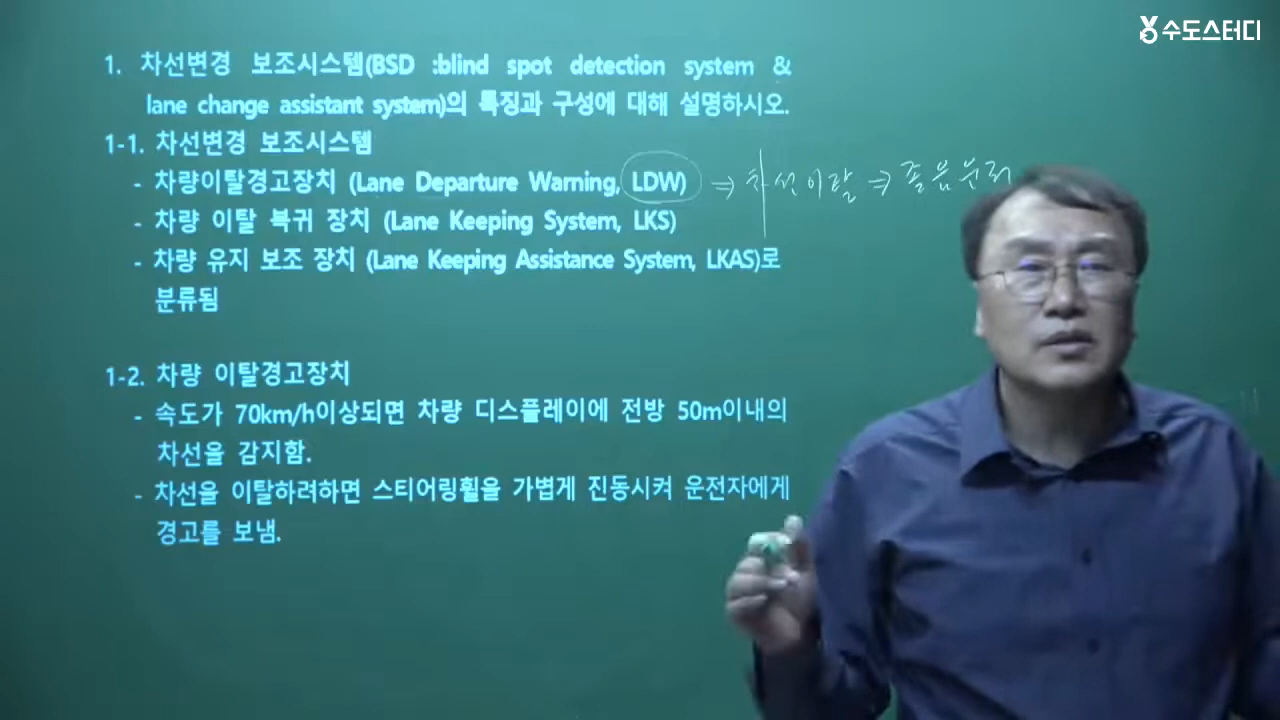 수도스터디
1. 차선변경 보조시스템(BSD :blind spot detection system &
lane change assistant system)의 특징과 구성에 대해 설명하시오.
1-1. 차선변경 보조시스템
- 차량이탈경고장치 (Lane Departure Warning, LDW) ⇒ 차선이탈 ⇒ 졸음운전
- 차량 이탈 복귀 장치 (Lane Keeping System, LKS)
- 차량 유지 보조 장치 (Lane Keeping Assistance System, LKAS)로
분류됨
1-2. 차량 이탈경고장치
- 속도가 70km/h이상되면 차량 디스플레이에 전방 50m이내의
차선을 감지함.
- 차선을 이탈하려하면 스티어링휠을 가볍게 진동시켜 운전자에게
경고를 보냄.